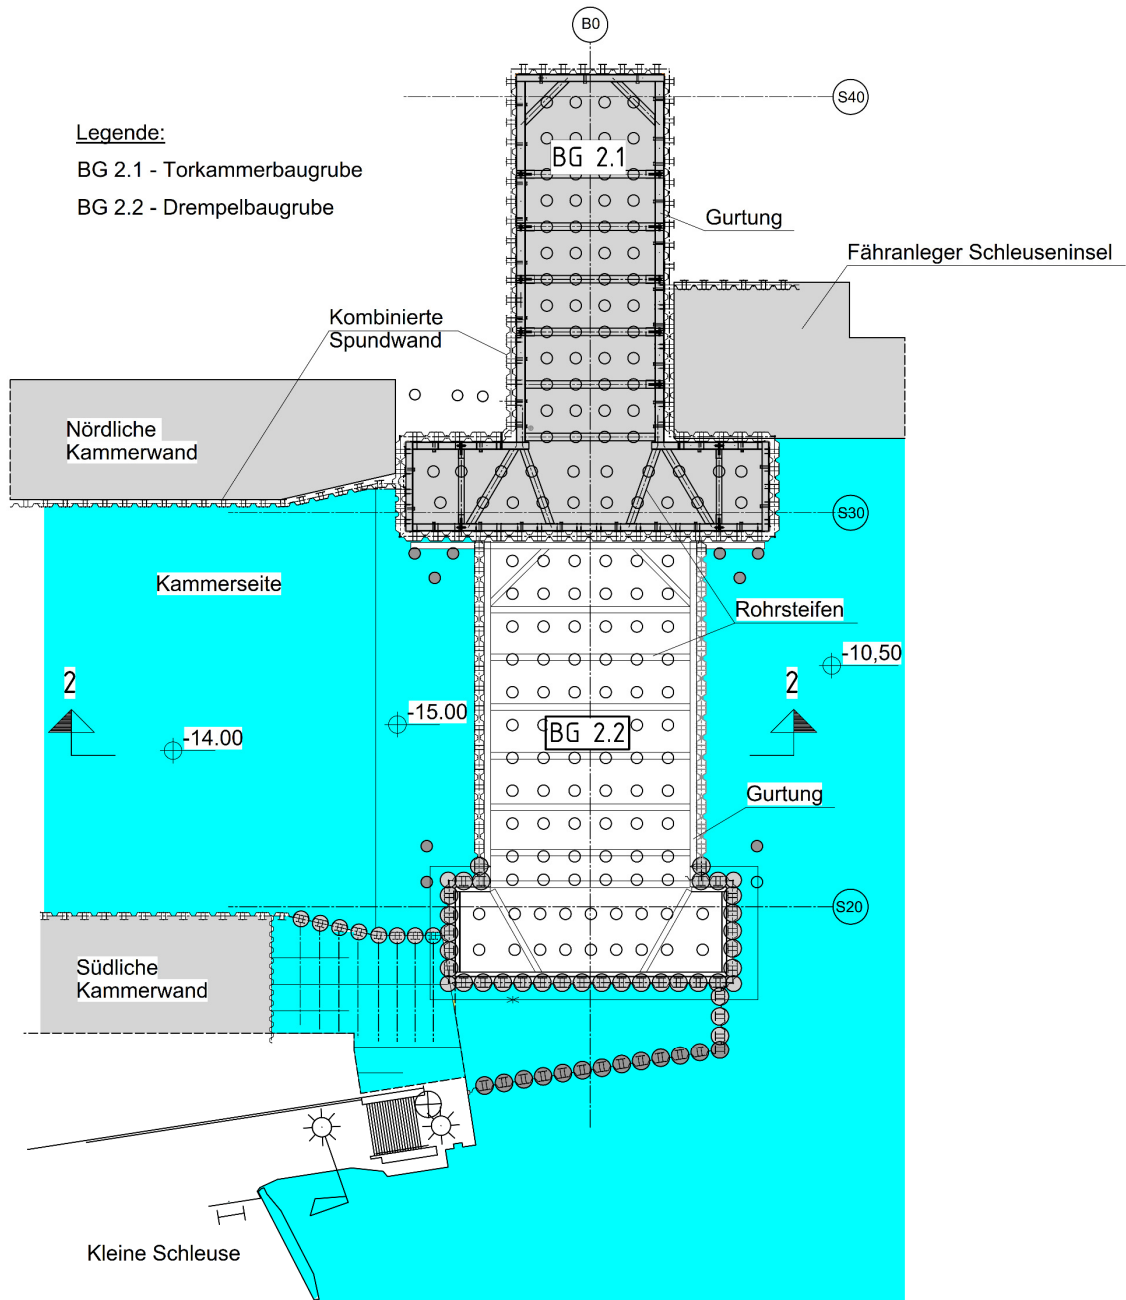 B0
S40
Legende:
BG 2.1 - Torkammerbaugrube
BG 2.2 - Drempelbaugrube
BG 2.1
Gurtung
Fähranleger Schleuseninsel
Kombinierte
Spundwand
Nördliche
Kammerwand
S30
Kammerseite
Rohrsteifen
-10,50
2
2
-15.00
-14.00
BG 2.2
Gurtung
S20
Südliche
Kammerwand
Kleine Schleuse